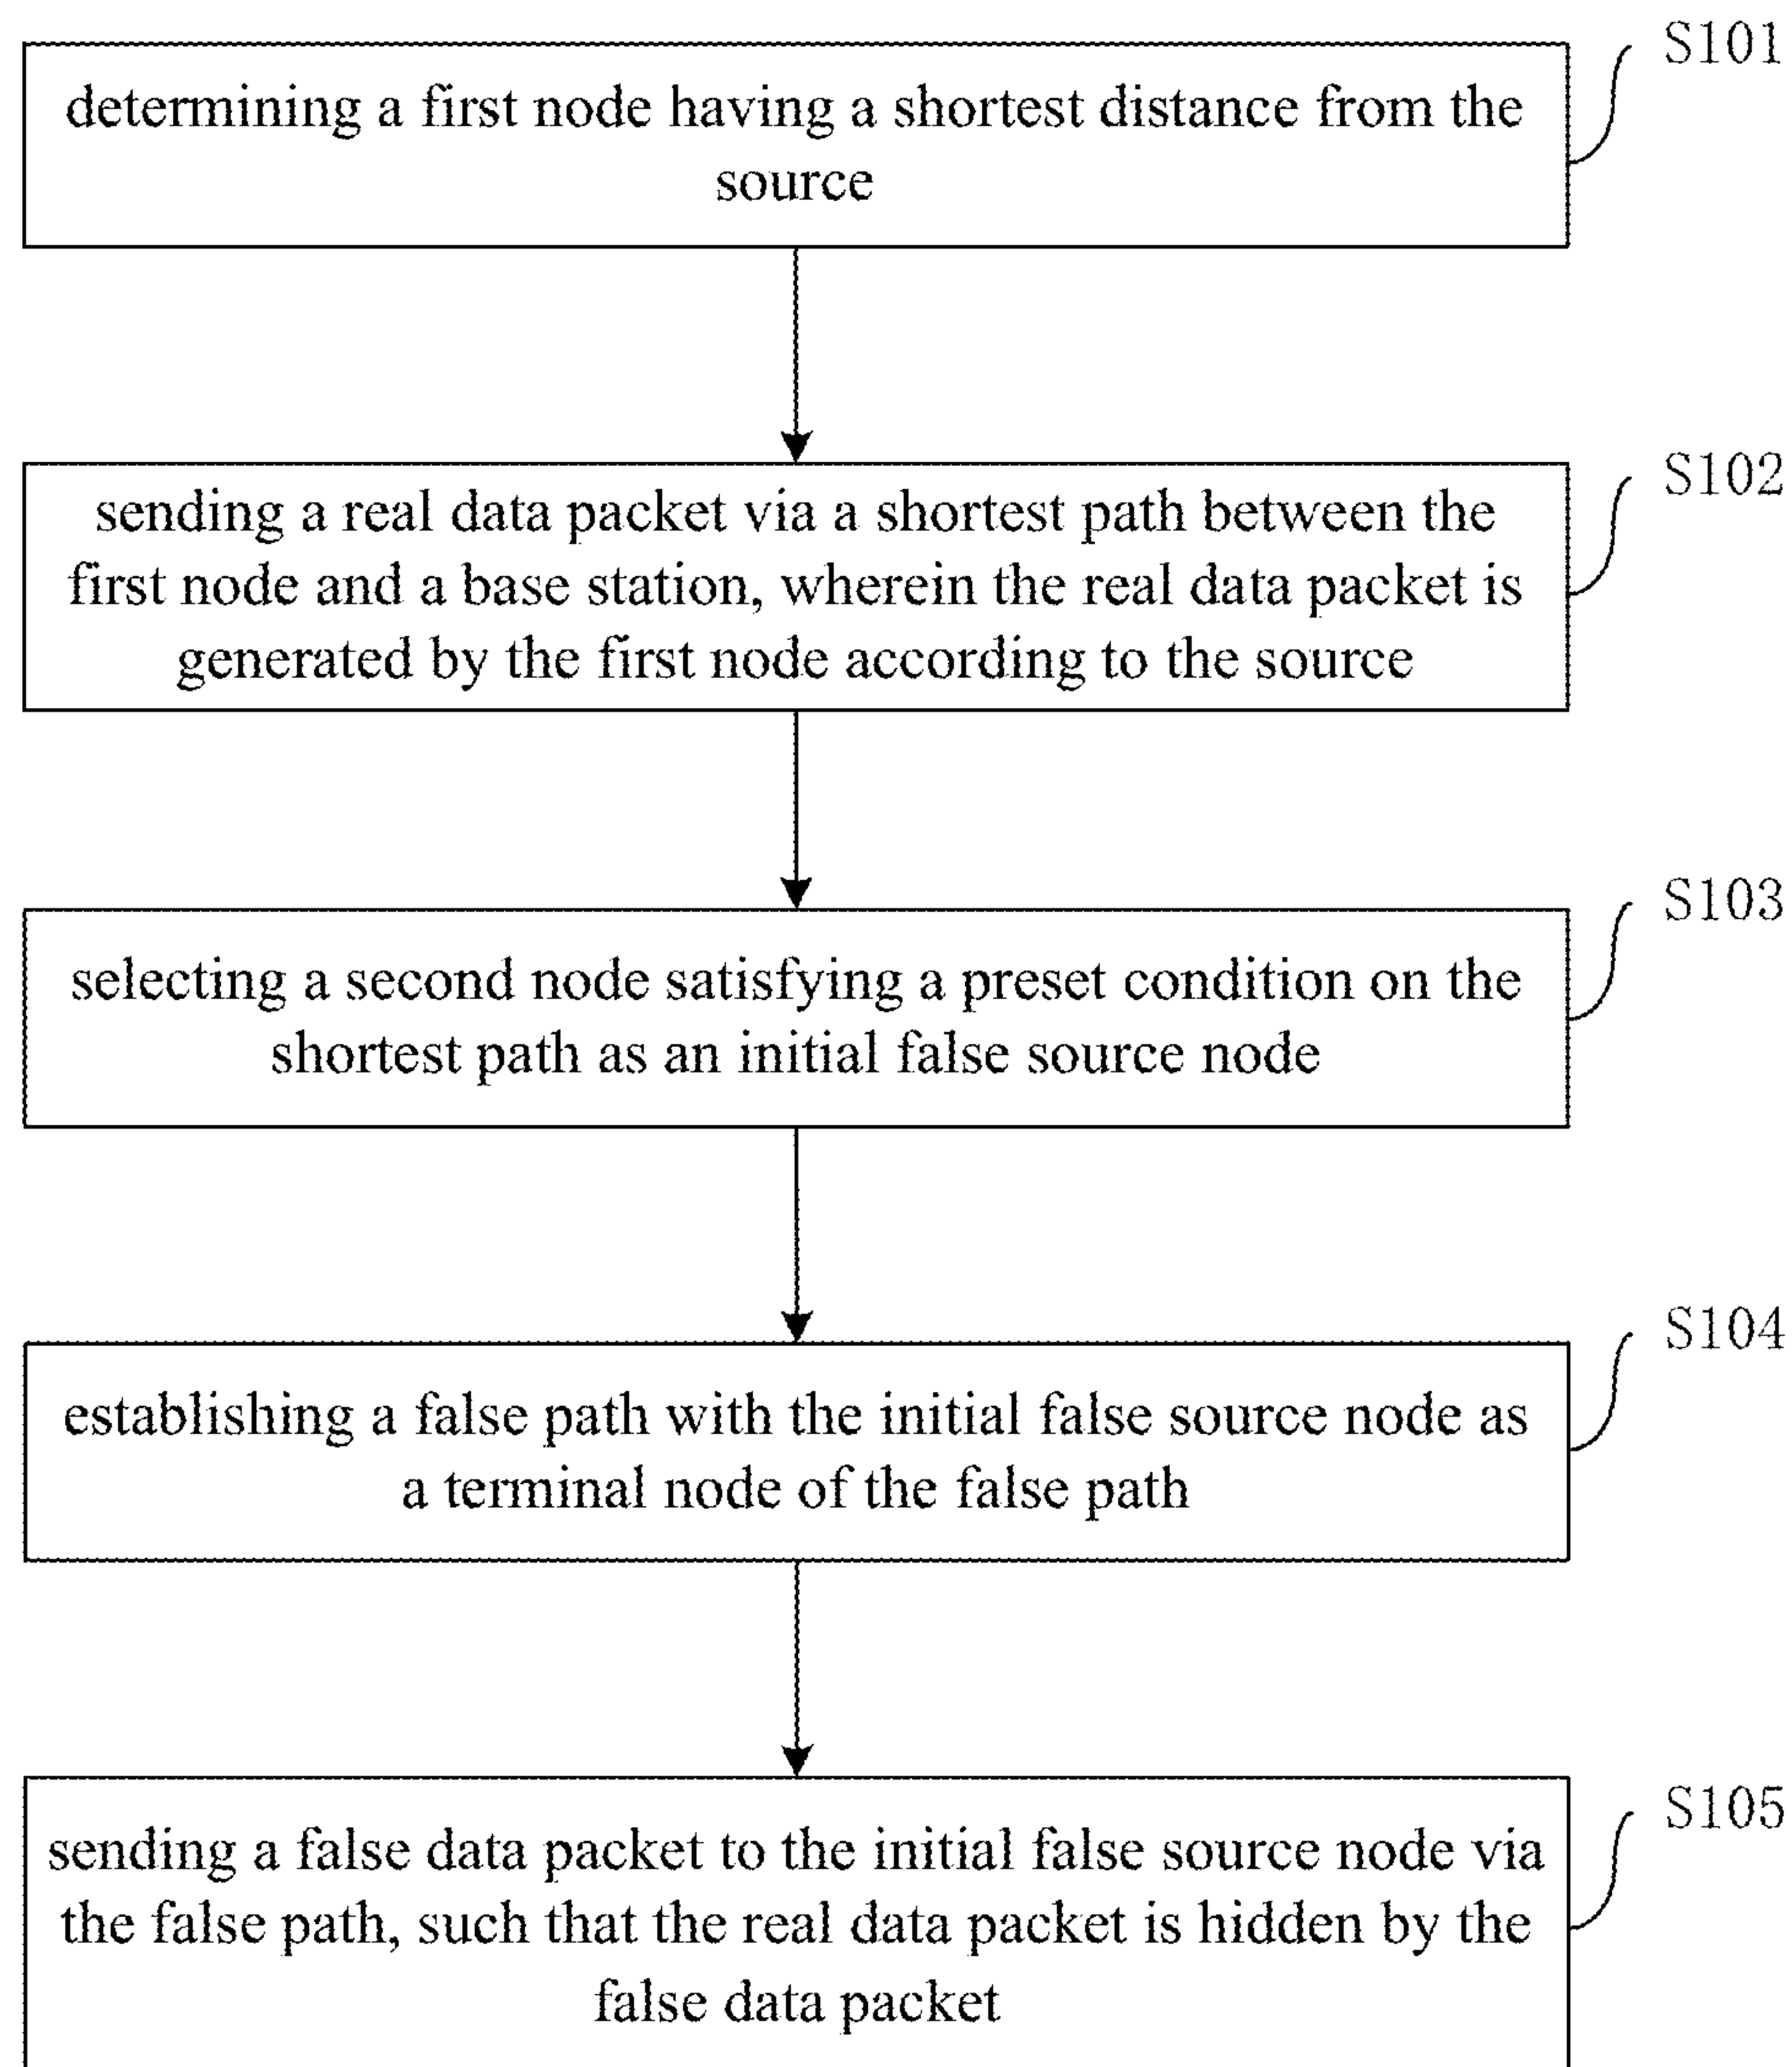 S101
determining a first node having a shortest distance from the
source
S102
sending a real data packet via a shortest path between the
first node and a base station, wherein the real data packet is
generated by the first node according to the source
S103
selecting a second node satisfying a preset condition on the
shortest path as an initial false source node
S104
establishing a false path with the initial false source node as
a terminal node of the false path
S105
sending a false data packet to the initial false source node via
the false path, such that the real data packet is hidden by the
false data packet